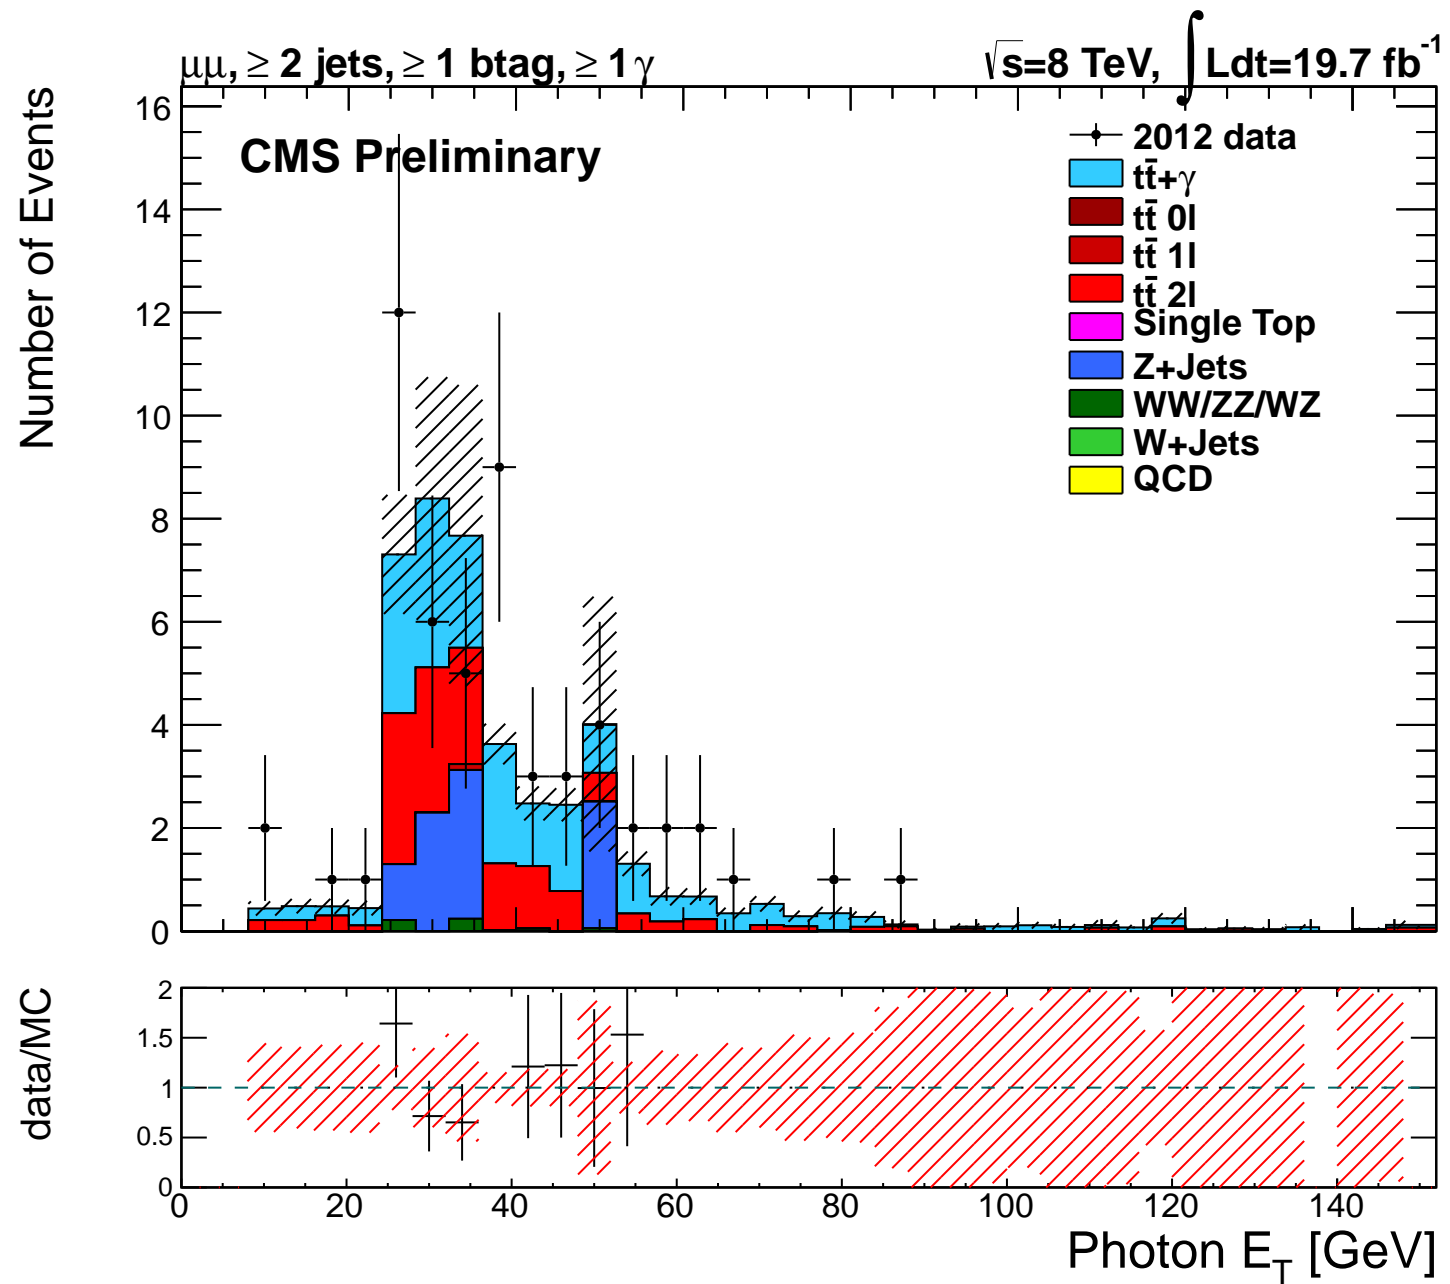 μμ, ≥ 2 jets, ≥ 1 btag, ≥ 1 γ
√s=8 TeV, ∫ Ldt=19.7 fb⁻¹
CMS Preliminary
2012 data
tt̄+γ
tt̄ 0l
tt̄ 1l
tt̄ 2l
Single Top
Z+Jets
WW/ZZ/WZ
W+Jets
QCD
Number of Events
16
14
12
10
8
6
4
2
0
data/MC
2
1.5
1
0.5
0
0 20 40 60 80 100 120 140
Photon E_T [GeV]